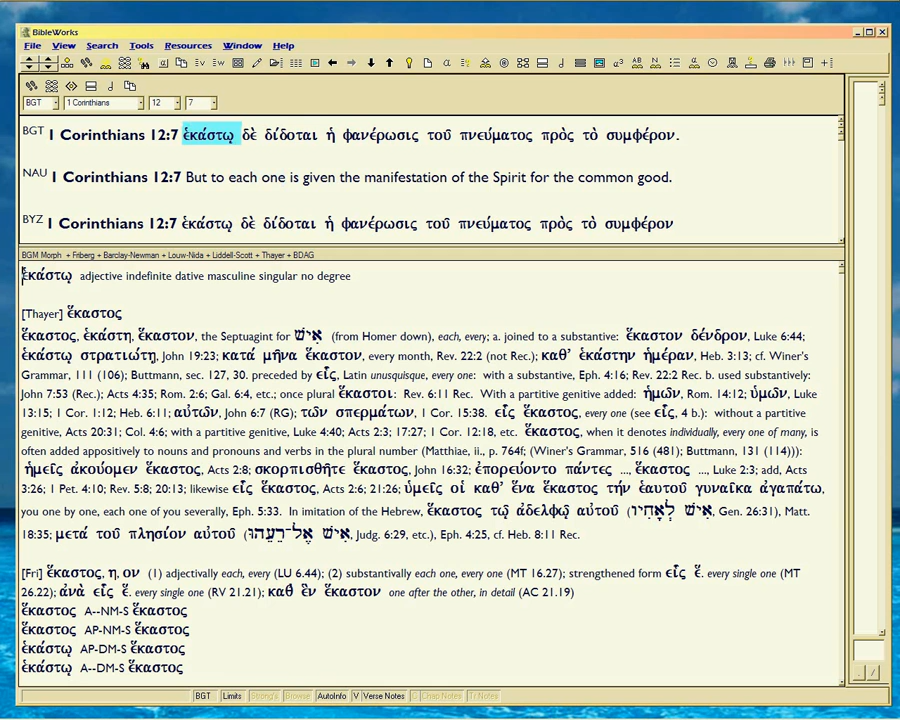 BibleWorks
File View Search Tools Resources Window Help
BGT 1 Corinthians 12 7
BGT 1 Corinthians 12:7 ἑκάστῳ δὲ δίδοται ἡ φανέρωσις τοῦ πνεύματος πρὸς τὸ συμφέρον.
NAU 1 Corinthians 12:7 But to each one is given the manifestation of the Spirit for the common good.
BYZ 1 Corinthians 12:7 ἑκάστῳ δὲ δίδοται ἡ φανέρωσις τοῦ πνεύματος πρὸς τὸ συμφέρον
BGM Morph + Friberg + Barclay-Newman + Louw-Nida + Liddell-Scott + Thayer + BDAG
ἑκάστῳ adjective indefinite dative masculine singular no degree
[Thayer] ἕκαστος
ἕκαστος, ἑκάστη, ἕκαστον, the Septuagint for אִישׁ (from Homer down), each, every; a. joined to a substantive: ἕκαστον δένδρον, Luke 6:44;
ἑκάστῳ στρατιώτῃ, John 19:23; κατά μῆνα ἕκαστον, every month, Rev. 22:2 (not Rec.); καθ' ἑκάστην ἡμέραν, Heb. 3:13; cf. Winer's
Grammar, 111 (106); Buttmann, sec. 127, 30. preceded by εἷς, Latin unusquisque, every one: with a substantive, Eph. 4:16; Rev. 22:2 Rec. b. used substantively:
John 7:53 (Rec.); Acts 4:35; Rom. 2:6; Gal. 6:4, etc.; once plural ἕκαστοι: Rev. 6:11 Rec. With a partitive genitive added: ἡμῶν, Rom. 14:12; ὑμῶν, Luke
13:15; 1 Cor. 1:12; Heb. 6:11; αὐτῶν, John 6:7 (RG); τῶν σπερμάτων, 1 Cor. 15:38. εἷς ἕκαστος, every one (see εἷς, 4 b.): without a partitive
genitive, Acts 20:31; Col. 4:6; with a partitive genitive, Luke 4:40; Acts 2:3; 17:27; 1 Cor. 12:18, etc. ἕκαστος, when it denotes individually, every one of many, is
often added appositively to nouns and pronouns and verbs in the plural number (Matthiae, ii., p. 764f; (Winer's Grammar, 516 (481); Buttmann, 131 (114))):
ἡμεῖς ἀκούομεν ἕκαστος, Acts 2:8; σκορπισθῆτε ἕκαστος, John 16:32; ἐπορεύοντο πάντες ..., ἕκαστος ..., Luke 2:3; add, Acts
3:26; 1 Pet. 4:10; Rev. 5:8; 20:13; likewise εἷς ἕκαστος, Acts 2:6; 21:26; ὑμεῖς οἱ καθ' ἕνα ἕκαστος τήν ἑαυτοῦ γυναῖκα ἀγαπάτω,
you one by one, each one of you severally, Eph. 5:33. In imitation of the Hebrew, ἕκαστος τῷ ἀδελφῷ αὐτοῦ (אִישׁ לְאָחִיו, Gen. 26:31), Matt.
18:35; μετά τοῦ πλησίον αὐτοῦ (אִישׁ אֶל־רֵעֵהוּ, Judg. 6:29, etc.), Eph. 4:25, cf. Heb. 8:11 Rec.
[Fri] ἕκαστος, η, ον (1) adjectivally each, every (LU 6.44); (2) substantivally each one, every one (MT 16.27); strengthened form εἷς ἕ. every single one (MT
26.22); ἀνὰ εἷς ἕ. every single one (RV 21.21); καθ̓ ἓν ἕκαστον one after the other, in detail (AC 21.19)
ἕκαστος A--NM-S ἕκαστος
ἕκαστος AP-NM-S ἕκαστος
ἑκάστῳ AP-DM-S ἕκαστος
ἑκάστῳ A--DM-S ἕκαστος
BGT Limits Strong's Browse AutoInfo V Verse Notes C Chap Notes Tr Notes